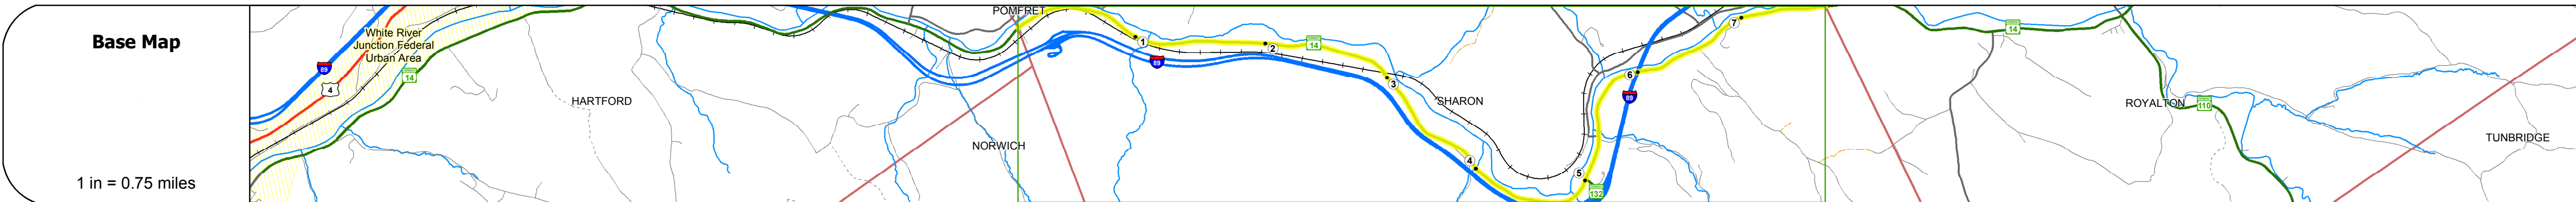 Base Map
1 in = 0.75 miles
White River
Junction Federal
Urban Area
89
4
14
HARTFORD
POMFRET
NORWICH
1
89
2
14
3
SHARON
4
5
132
6
89
7
14
ROYALTON
110
TUNBRIDGE